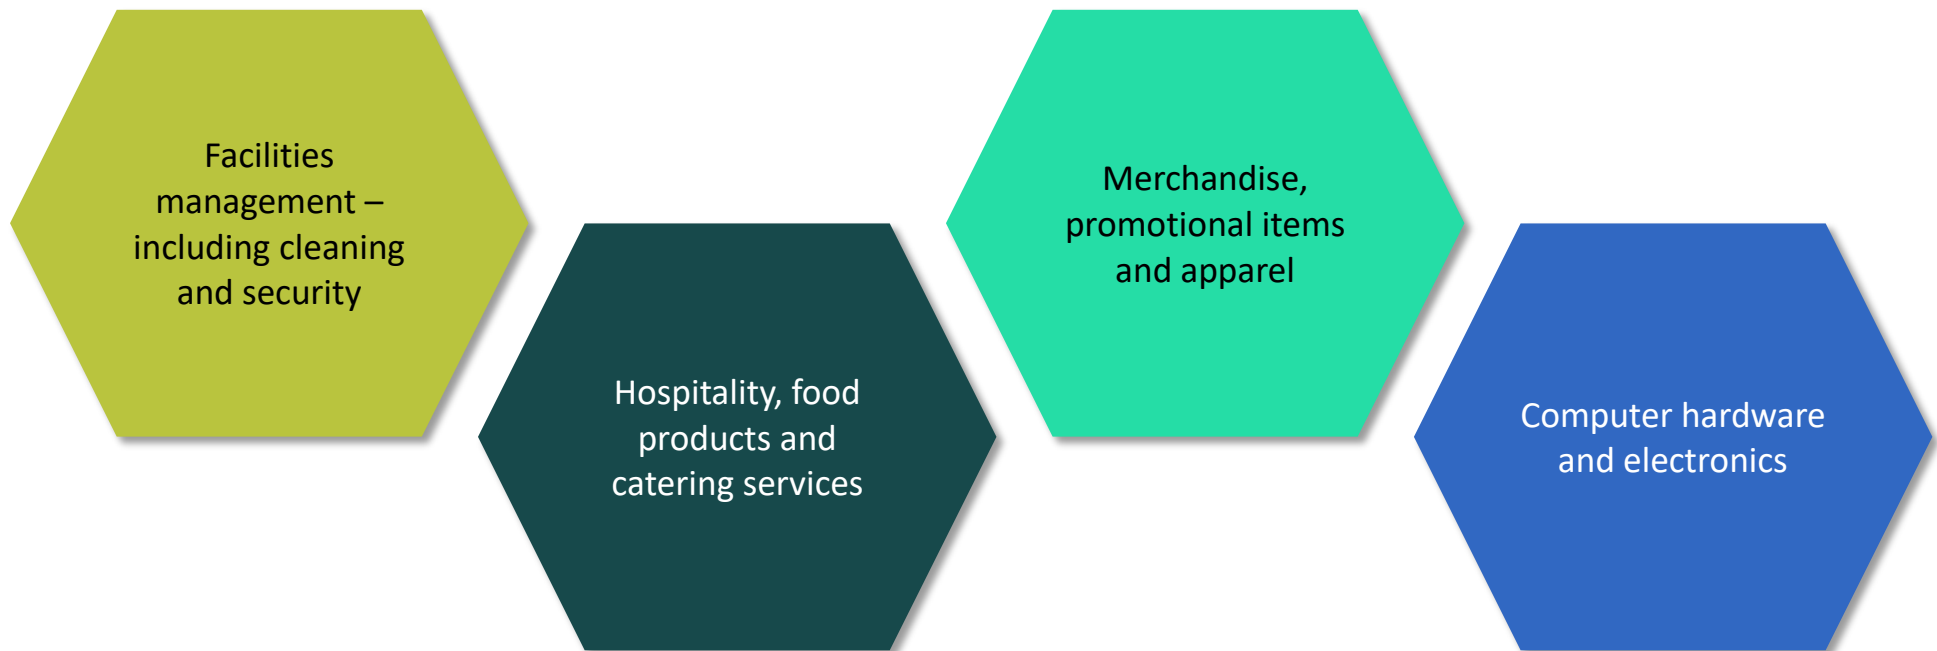 Facilities
management –
including cleaning
and security
Hospitality, food
products and
catering services
Merchandise,
promotional items
and apparel
Computer hardware
and electronics